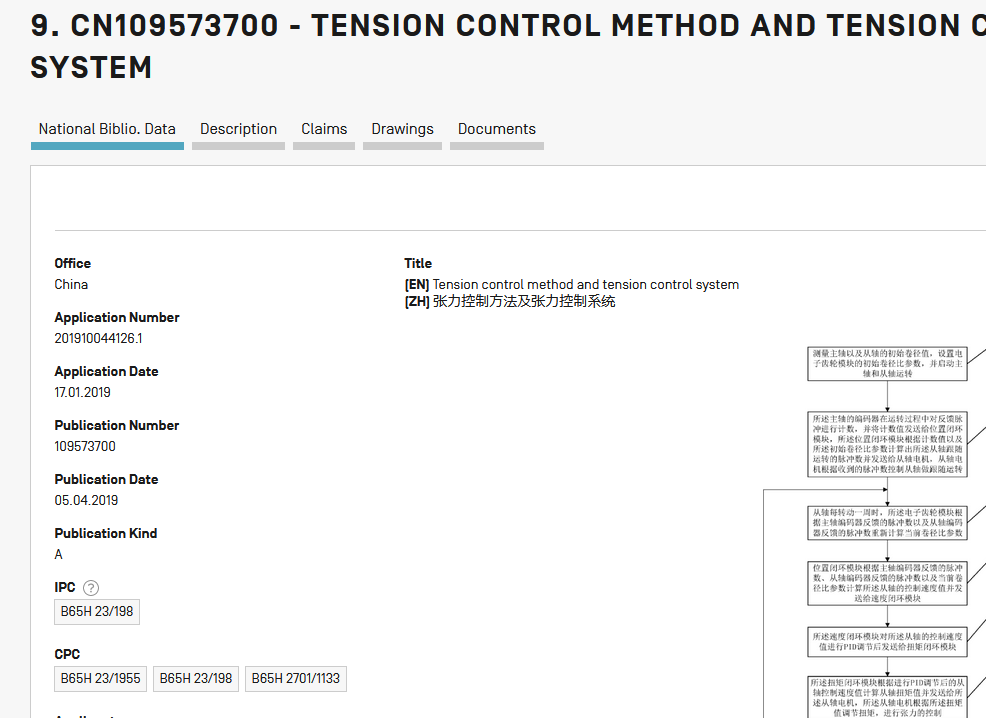 9. CN109573700 - TENSION CONTROL METHOD AND TENSION C
SYSTEM
National Biblio. Data
Description
Claims
Drawings
Documents
Office
China
Application Number
201910044126.1
Application Date
17.01.2019
Publication Number
109573700
Publication Date
05.04.2019
Publication Kind
A
IPC ?
B65H 23/198
CPC
B65H 23/1955 B65H 23/198 B65H 2701/1133
Title
[EN] Tension control method and tension control system
[ZH] 张力控制方法及张力控制系统
测量主轴以及从轴的初始卷径值，设置电
子齿轮模块的初始卷径比参数，并启动主
轴和从轴运转
所述主轴的编码器在运转过程中对反馈脉
冲进行计数，并将计数值发送给位置闭环
模块，所述位置闭环模块根据计数值以及
所述初始卷径比参数计算出所述从轴跟随
运转的脉冲数并发送给从轴电机，从轴电
机根据收到的脉冲数控制从轴做跟随运转
从轴每转动一周时，所述电子齿轮模块根
据主轴编码器反馈的脉冲数以及从轴编码
器反馈的脉冲数重新计算当前卷径比参数
位置闭环模块根据主轴编码器反馈的脉冲
数、从轴编码器反馈的脉冲数以及当前卷
径比参数计算所述从轴的控制速度值并发
送给速度闭环模块
所述速度闭环模块对所述从轴的控制速度
值进行PID调节后发送给扭矩闭环模块
所述扭矩闭环模块根据进行PID调节后的从
轴控制速度值计算从轴扭矩值并发送给所
述从轴电机，所述从轴电机根据所述扭矩
值调节扭矩，进行张力的控制